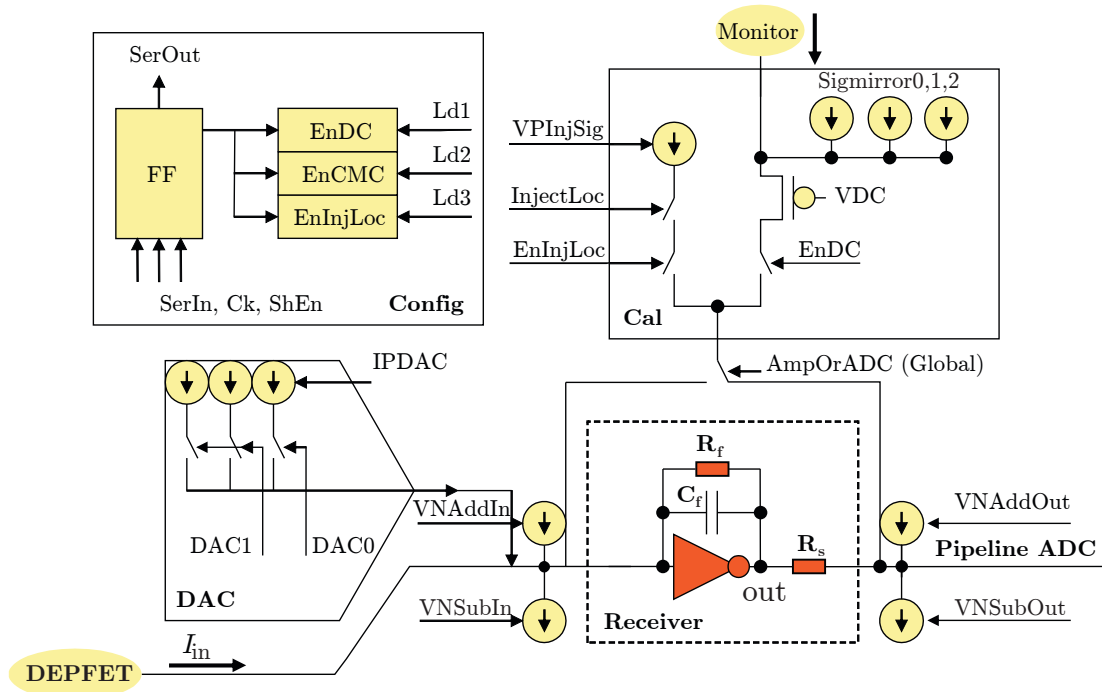 Monitor
SerOut
Sigmirror0,1,2
Ld1
EnDC
VPInjSig
Ld2
FF
EnCMC
Ld3
InjectLoc
VDC
EnInjLoc
EnInjLoc
EnDC
SerIn, Ck, ShEn
Config
Cal
IPDAC
AmpOrADC (Global)
Rf
Cf
VNAddIn
VNAddOut
DAC1
DAC0
Rs
Pipeline ADC
DAC
VNSubIn
out
VNSubOut
Receiver
Iin
DEPFET